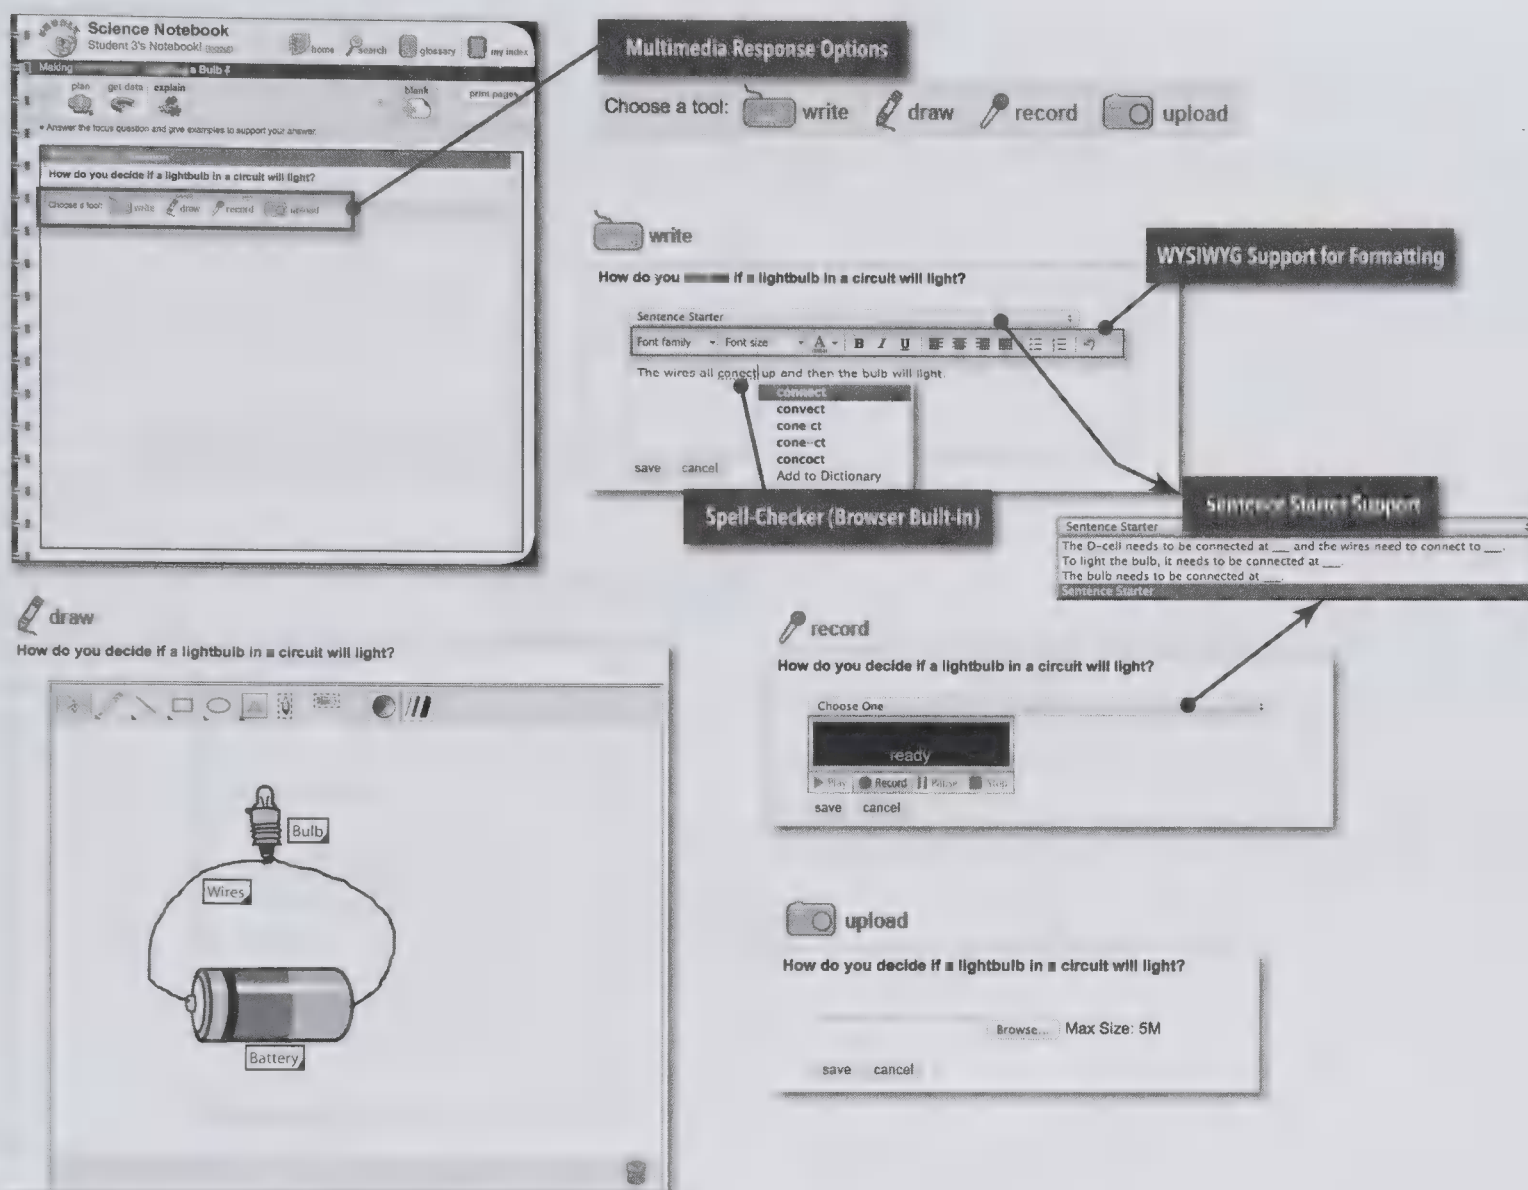 Science Notebook
Student 3's Notebook!
home search glossary my index
Making a Bulb
plan get data explain blank print pages
Answer the focus question and give examples to support your answer.
How do you decide if a lightbulb in a circuit will light?
Choose a tool: write draw record upload
Multimedia Response Options
Choose a tool: write draw record upload
write
How do you if a lightbulb in a circuit will light?
WYSIWYG Support for Formatting
Sentence Starter
Font family Font size A B I U
The wires all conect up and then the bulb will light.
connect
convect
cone ct
cone-ct
concoct
Add to Dictionary
save cancel
Spell-Checker (Browser Built-in)
Sentence Starter Support
Sentence Starter
The D-cell needs to be connected at ___ and the wires need to connect to ___.
To light the bulb, it needs to be connected at ___.
The bulb needs to be connected at ___.
Sentence Starter
draw
How do you decide if a lightbulb in a circuit will light?
Bulb
Wires
Battery
record
How do you decide if a lightbulb in a circuit will light?
Choose One
ready
Play Record Pause Stop
save cancel
upload
How do you decide if a lightbulb in a circuit will light?
Browse... Max Size: 5M
save cancel